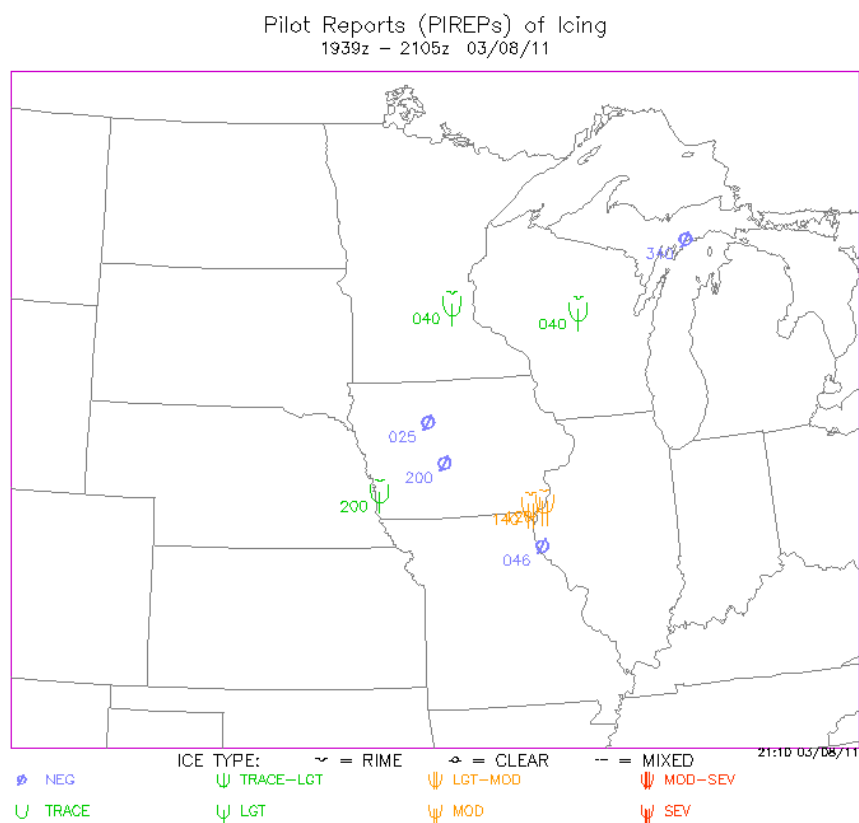 Pilot Reports (PIREPs) of Icing
1939z - 2105z 03/08/11
340
040
040
025
200
200
140
046
21:10 03/08/11
ICE TYPE: = RIME = CLEAR = MIXED
NEG TRACE-LGT LGT-MOD MOD-SEV
TRACE LGT MOD SEV